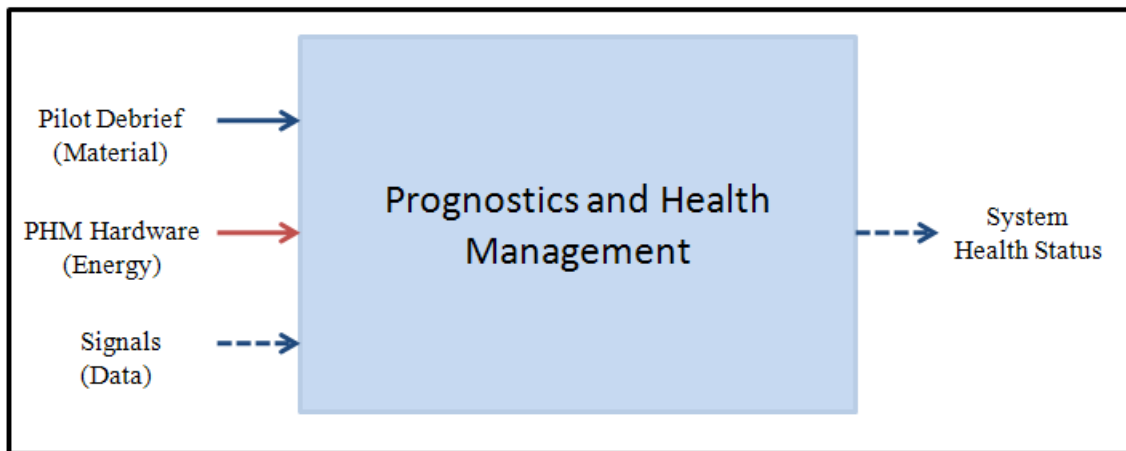 Pilot Debrief
(Material)
PHM Hardware
(Energy)
Signals
(Data)
Prognostics and Health
Management
System
Health Status